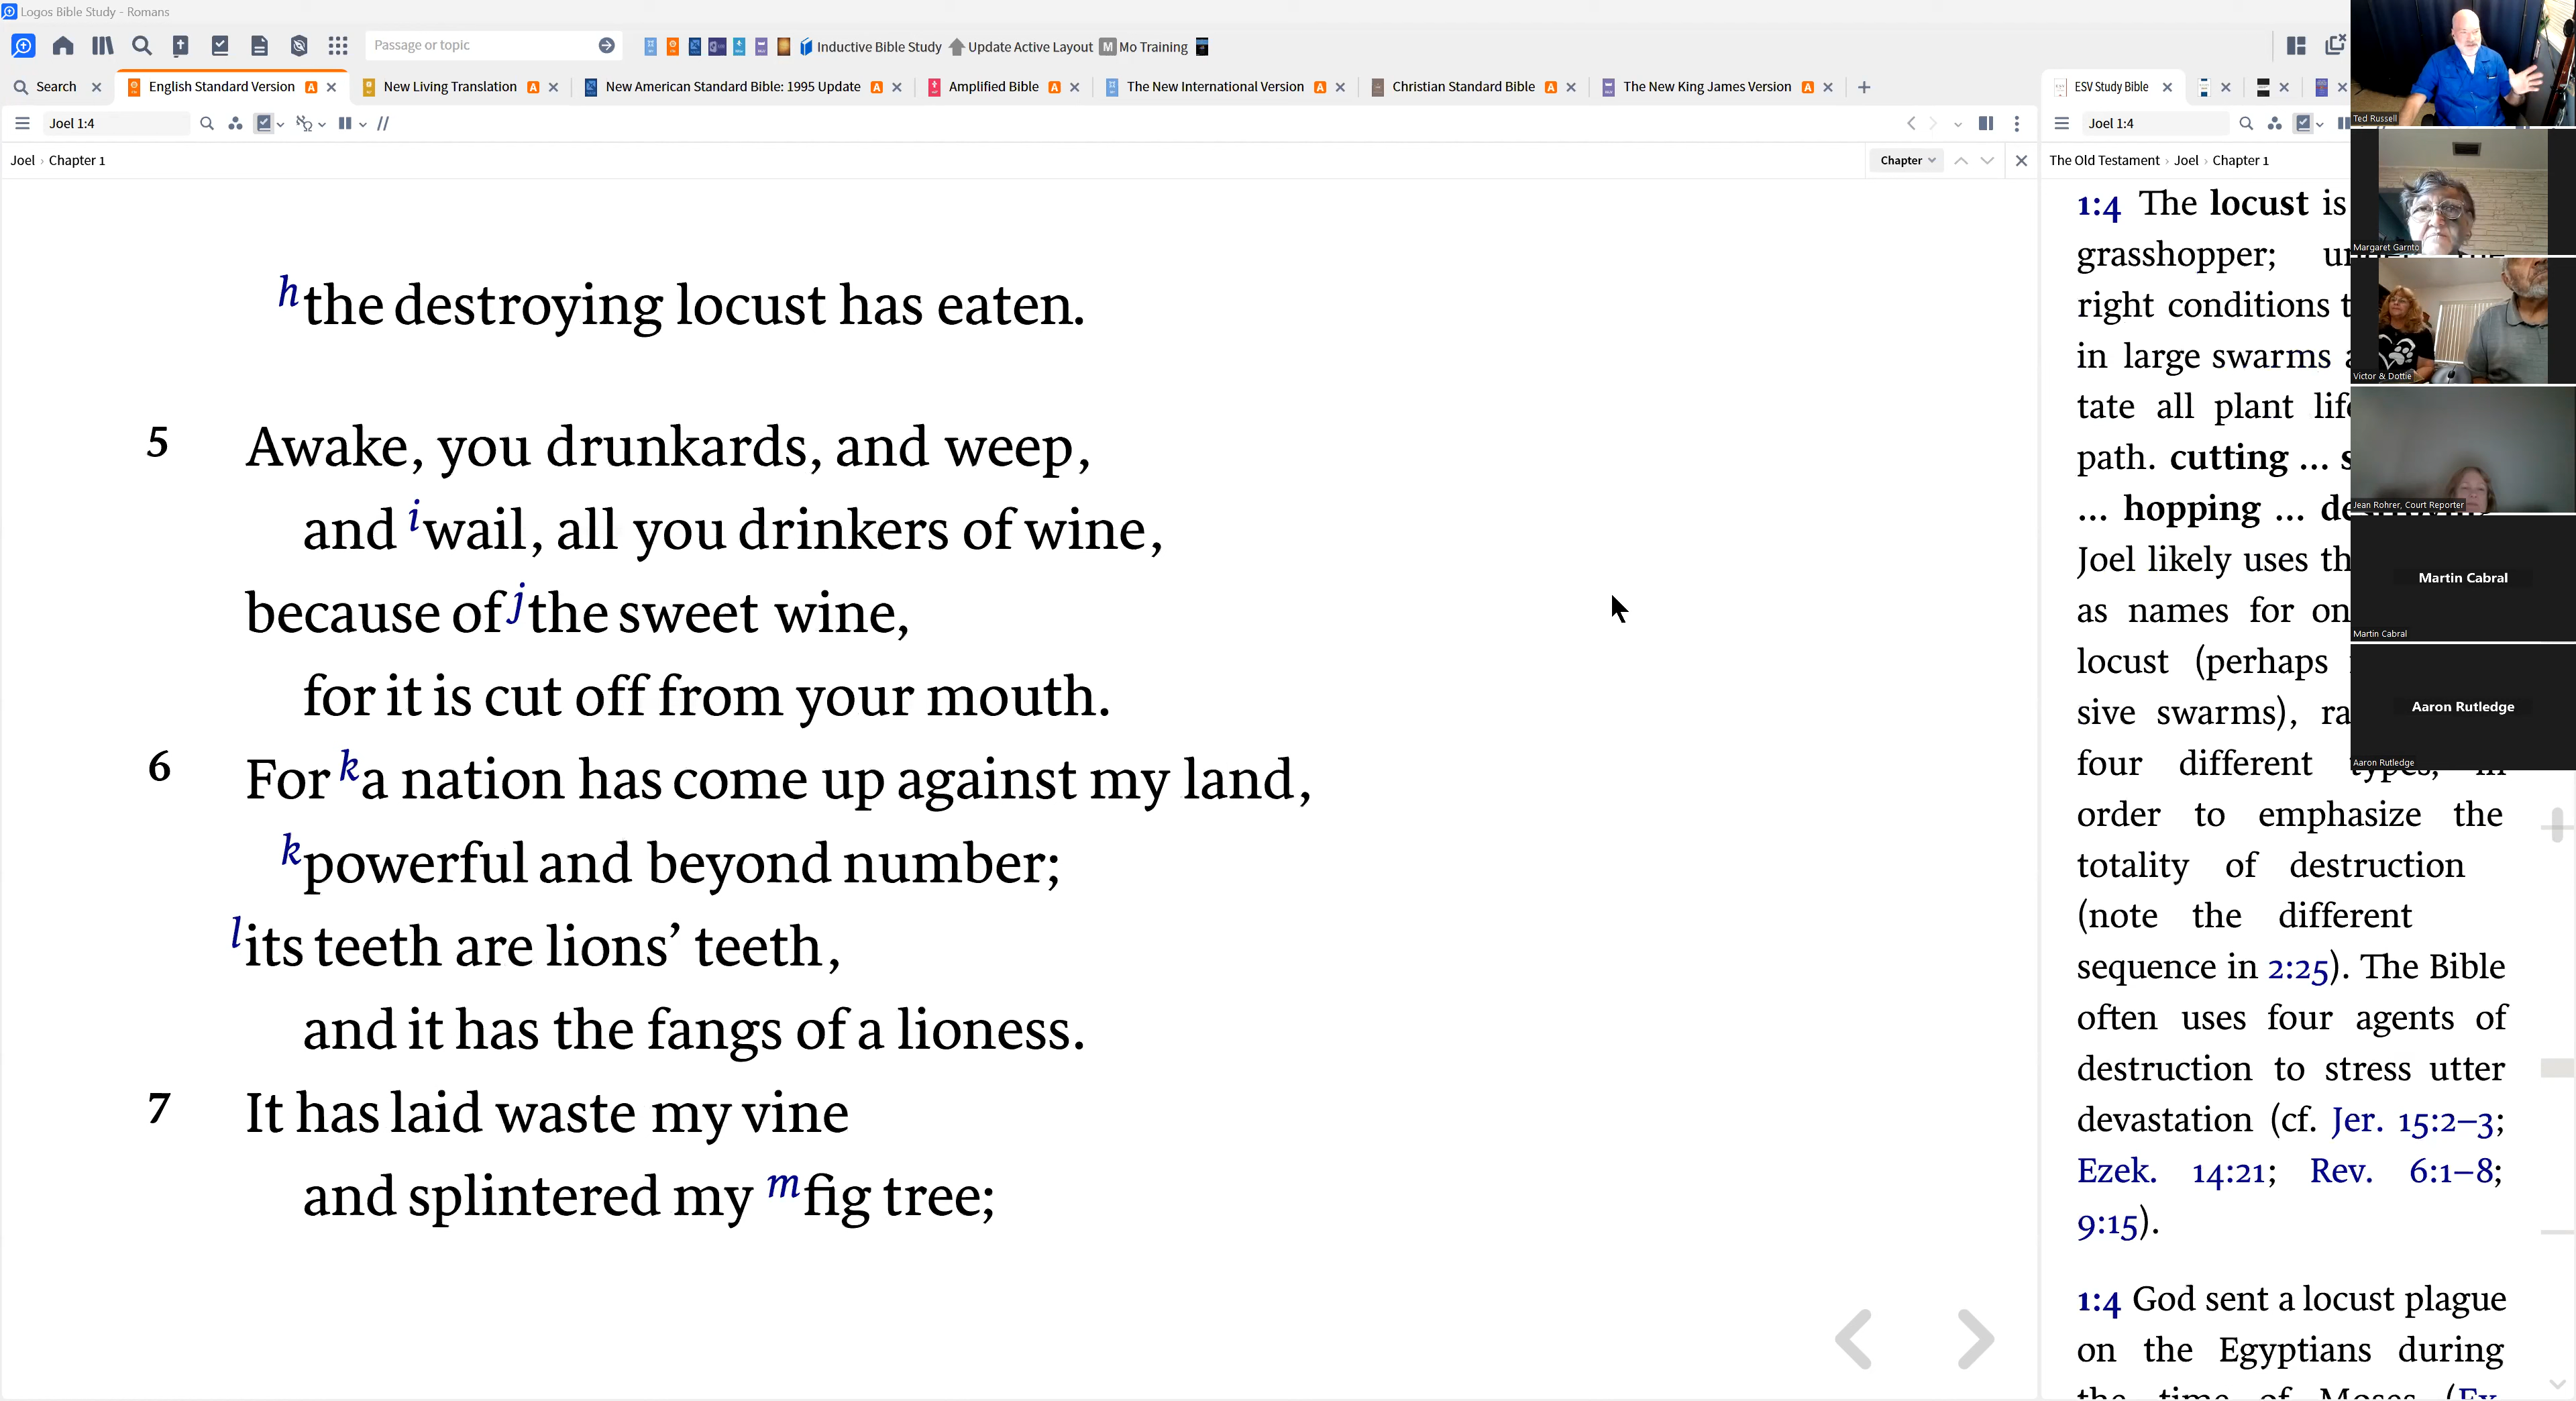 Logos Bible Study - Romans
Passage or topic
Inductive Bible Study Update Active Layout M Mo Training
Search English Standard Version A New Living Translation A New American Standard Bible: 1995 Update A Amplified Bible A The New International Version A Christian Standard Bible A The New King James Version A
ESV Study Bible
Joel 1:4
Joel 1:4
Joel › Chapter 1
Chapter
The Old Testament › Joel › Chapter 1
h the destroying locust has eaten.
5 Awake, you drunkards, and weep,
and i wail, all you drinkers of wine,
because of j the sweet wine,
for it is cut off from your mouth.
6 For k a nation has come up against my land,
k powerful and beyond number;
l its teeth are lions’ teeth,
and it has the fangs of a lioness.
7 It has laid waste my vine
and splintered my m fig tree;
1:4 The locust is
grasshopper;
right conditions
in large swarms
tate all plant
path. cutting ...
... hopping ...
Joel likely uses
as names for
locust (perhaps
sive swarms),
four different types, in
order to emphasize the
totality of destruction
(note the different
sequence in 2:25). The Bible
often uses four agents of
destruction to stress utter
devastation (cf. Jer. 15:2–3;
Ezek. 14:21; Rev. 6:1–8;
9:15).
1:4 God sent a locust plague
on the Egyptians during
the time of Moses (Ex.
Ted Russell
Margaret Garnto
Victor & Dottie
Jean Rohrer, Court Reporter
Martin Cabral
Martin Cabral
Aaron Rutledge
Aaron Rutledge